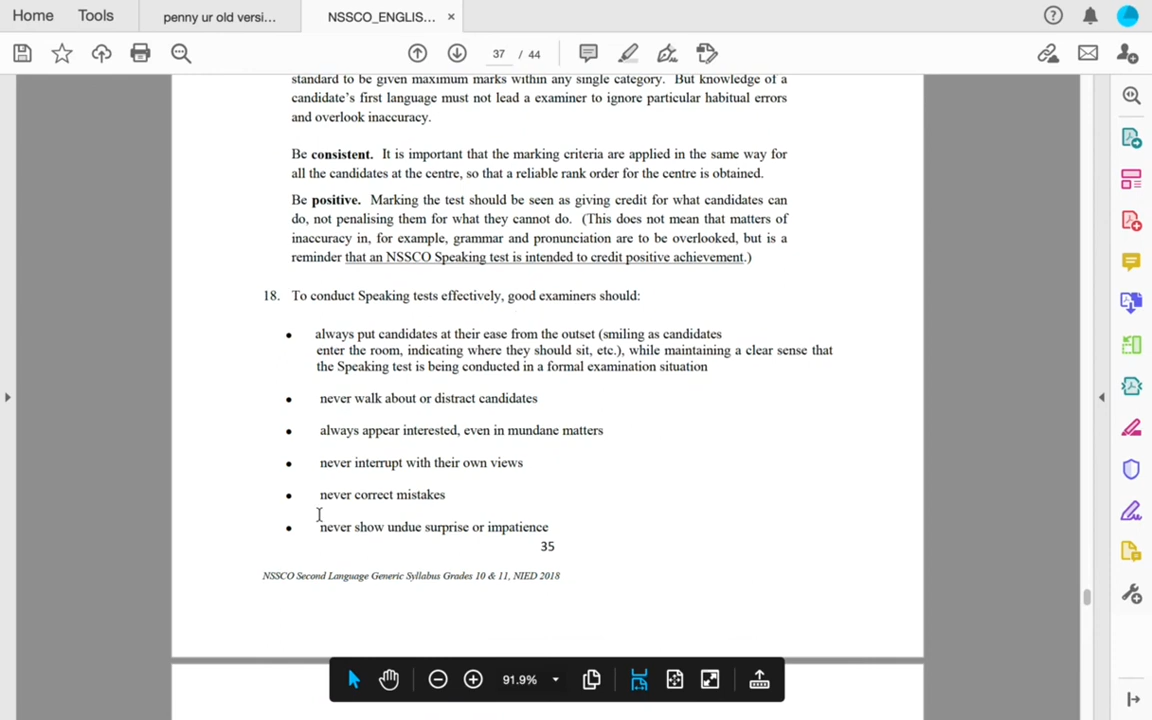 Home
Tools
penny ur old versi...
NSSCO_ENGLIS...
37 / 44
standard to be given maximum marks within any single category. But knowledge of a
candidate's first language must not lead a examiner to ignore particular habitual errors
and overlook inaccuracy.
Be consistent. It is important that the marking criteria are applied in the same way for
all the candidates at the centre, so that a reliable rank order for the centre is obtained.
Be positive. Marking the test should be seen as giving credit for what candidates can
do, not penalising them for what they cannot do. (This does not mean that matters of
inaccuracy in, for example, grammar and pronunciation are to be overlooked, but is a
reminder that an NSSCO Speaking test is intended to credit positive achievement.)
18. To conduct Speaking tests effectively, good examiners should:
• always put candidates at their ease from the outset (smiling as candidates
enter the room, indicating where they should sit, etc.), while maintaining a clear sense that
the Speaking test is being conducted in a formal examination situation
• never walk about or distract candidates
• always appear interested, even in mundane matters
• never interrupt with their own views
• never correct mistakes
• never show undue surprise or impatience
35
NSSCO Second Language Generic Syllabus Grades 10 & 11, NIED 2018
91.9%